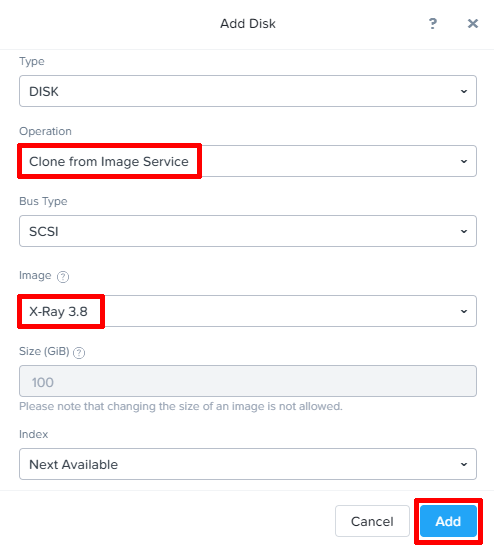 Add Disk ? ×
Type
DISK
Operation
Clone from Image Service
Bus Type
SCSI
Image ?
X-Ray 3.8
Size (GiB) ?
100
Please note that changing the size of an image is not allowed.
Index
Next Available
Cancel Add